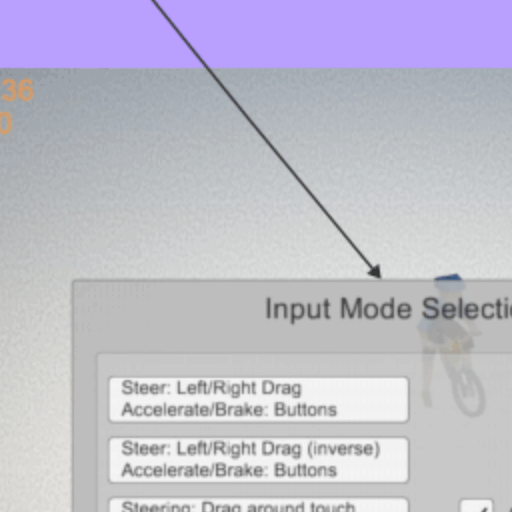 36
0
Input Mode Selecti
Steer: Left/Right Drag
Accelerate/Brake: Buttons
Steer: Left/Right Drag (inverse)
Accelerate/Brake: Buttons
Steering: Drag around touch